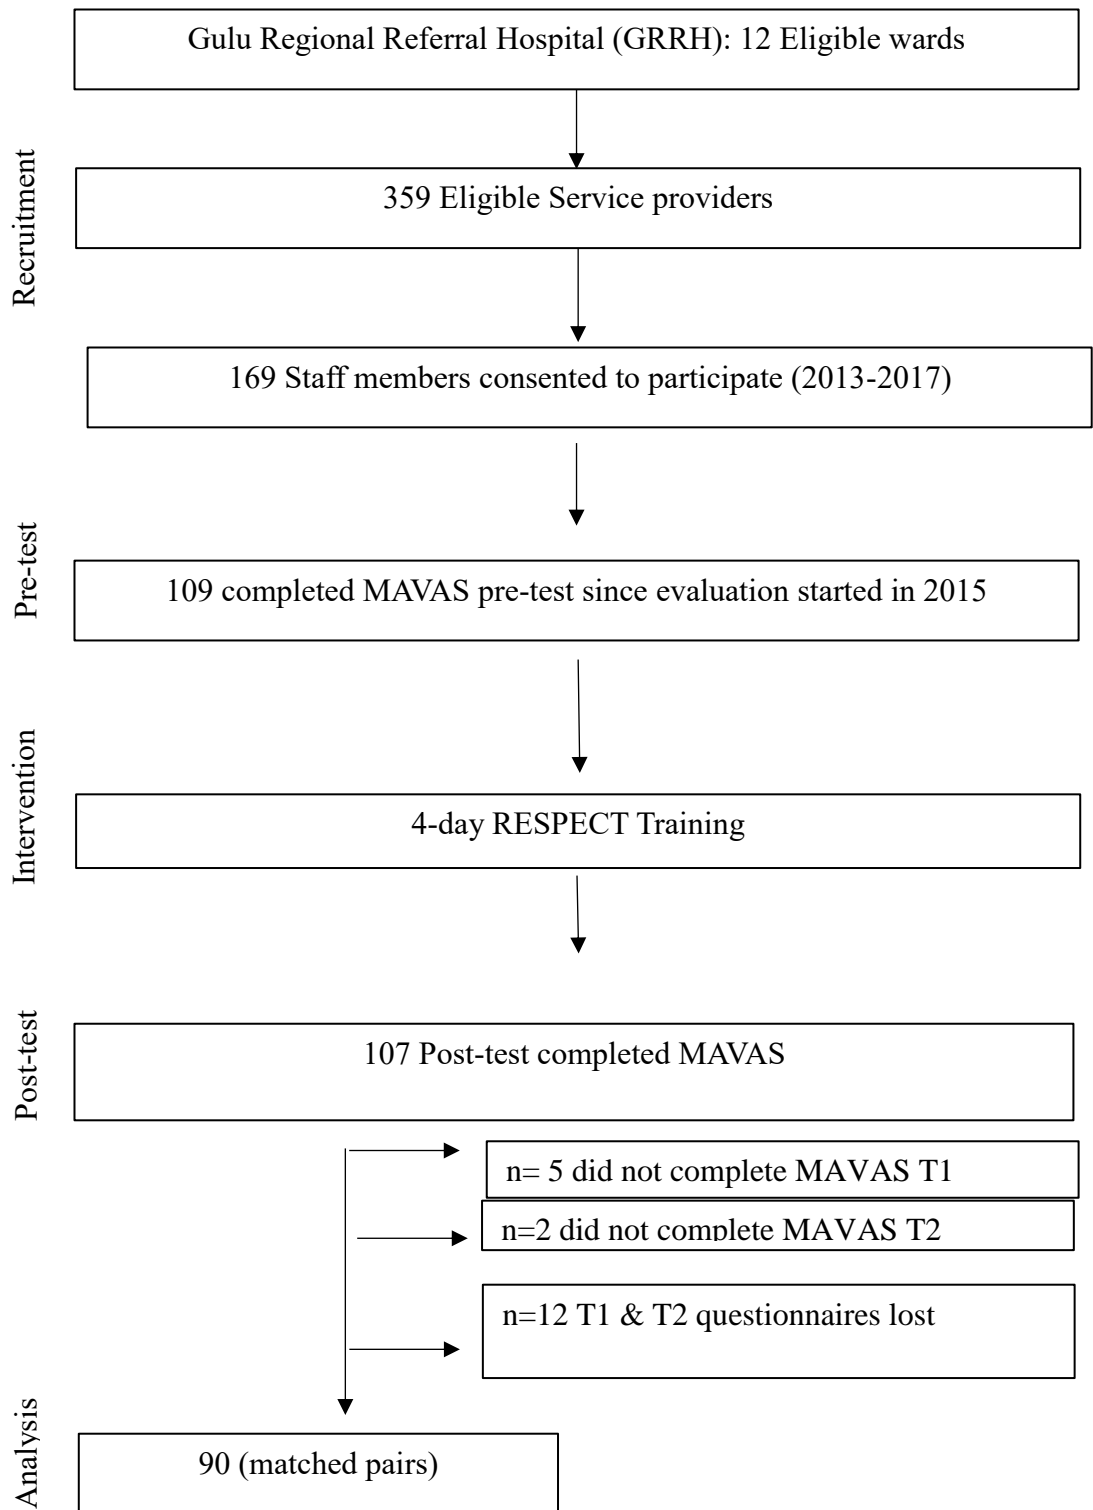 Gulu Regional Referral Hospital (GRRH): 12 Eligible wards
Recruitment
359 Eligible Service providers
169 Staff members consented to participate (2013-2017)
Pre-test
109 completed MAVAS pre-test since evaluation started in 2015
Intervention
4-day RESPECT Training
Post-test
107 Post-test completed MAVAS
n= 5 did not complete MAVAS T1
n=2 did not complete MAVAS T2
n=12 T1 & T2 questionnaires lost
Analysis
90 (matched pairs)